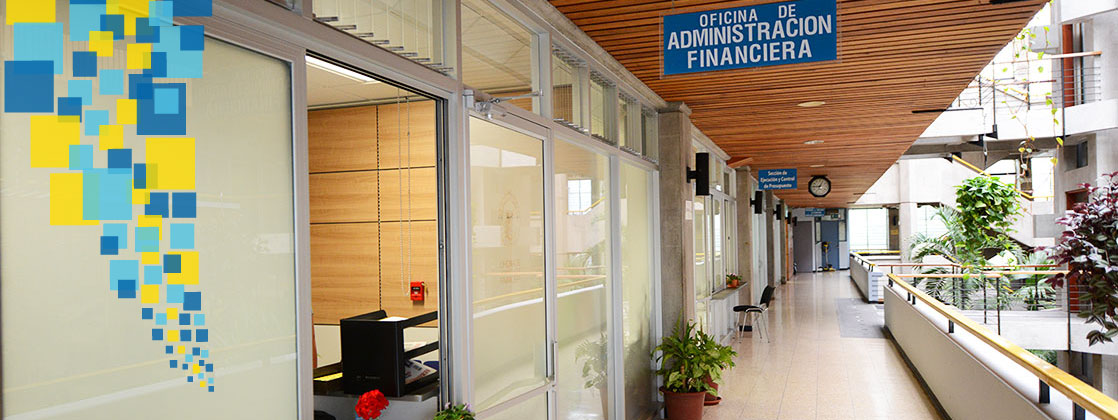 OFICINA DE
ADMINISTRACION
FINANCIERA
Sección de
Ejecución y Control
de Presupuesto